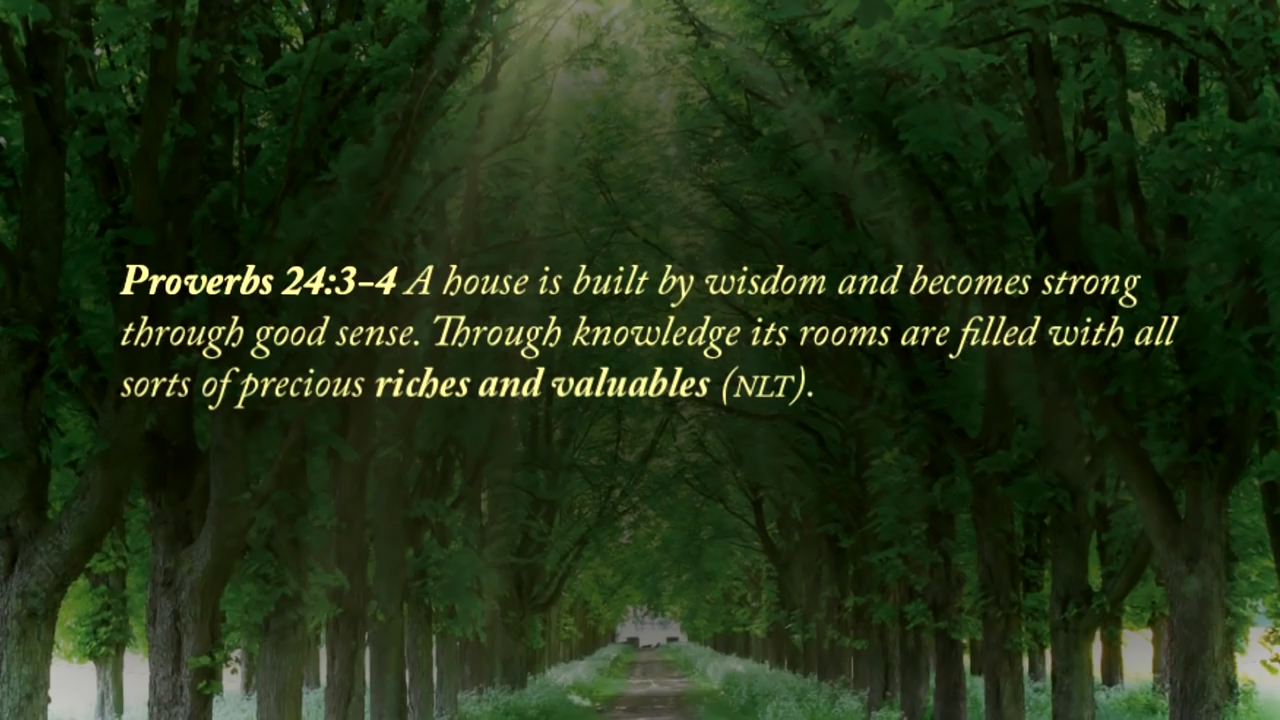 Proverbs 24:3–4 A house is built by wisdom and becomes strong
through good sense. Through knowledge its rooms are filled with all
sorts of precious riches and valuables (NLT).